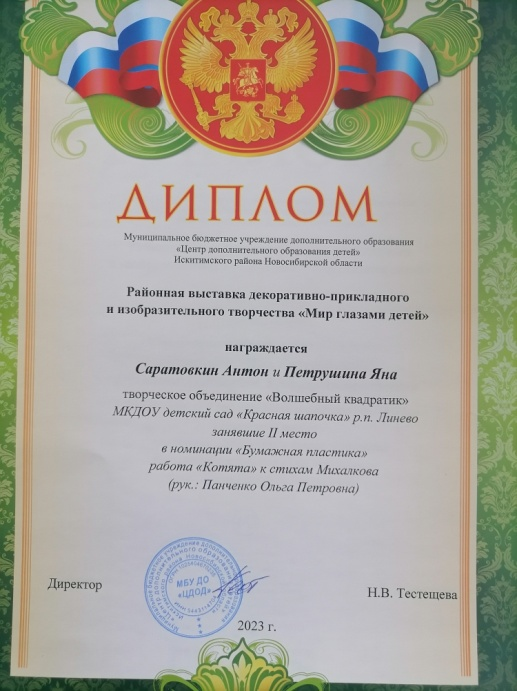 ДИПЛОМ
Муниципальное бюджетное учреждение дополнительного образования
«Центр дополнительного образования детей»
Искитимского района Новосибирской области
Районная выставка декоративно-прикладного
и изобразительного творчества «Мир глазами детей»
награждается
Саратовкин Антон и Петрушина Яна
творческое объединение «Волшебный квадратик»
МКДОУ детский сад «Красная шапочка» р.п. Линево
занявшие II место
в номинации «Бумажная пластика»
работа «Котята» к стихам Михалкова
(рук.: Панченко Ольга Петровна)
Директор
МБУ ДО
«ЦДОД»
Н.В. Тестещева
2023 г.